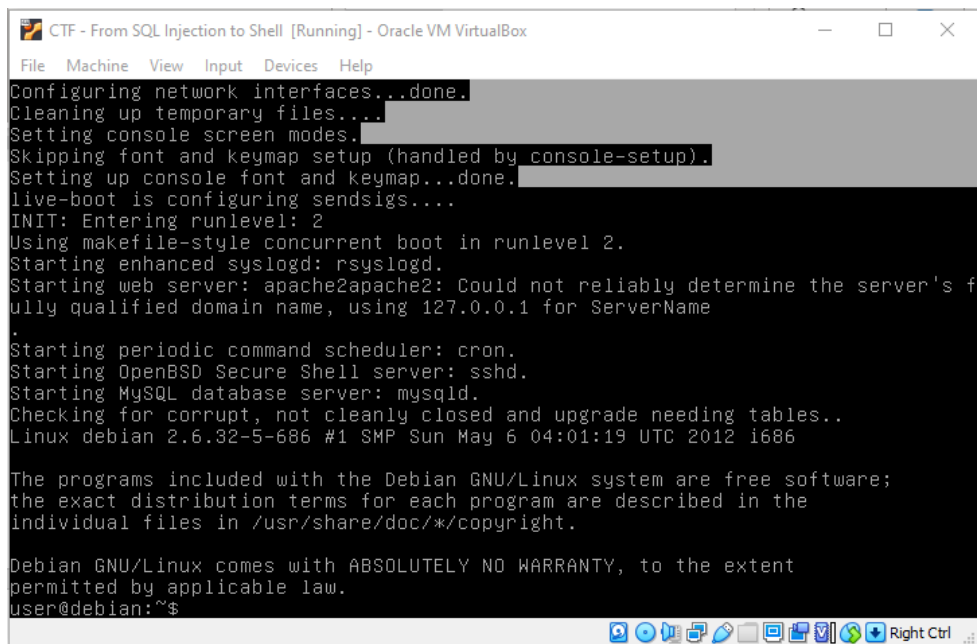 CTF - From SQL Injection to Shell [Running] - Oracle VM VirtualBox
File Machine View Input Devices Help
Configuring network interfaces...done.
Cleaning up temporary files....
Setting console screen modes.
Skipping font and keymap setup (handled by console-setup).
Setting up console font and keymap...done.
live-boot is configuring sendsigs....
INIT: Entering runlevel: 2
Using makefile-style concurrent boot in runlevel 2.
Starting enhanced syslogd: rsyslogd.
Starting web server: apache2apache2: Could not reliably determine the server's f
ully qualified domain name, using 127.0.0.1 for ServerName
.
Starting periodic command scheduler: cron.
Starting OpenBSD Secure Shell server: sshd.
Starting MySQL database server: mysqld.
Checking for corrupt, not cleanly closed and upgrade needing tables..
Linux debian 2.6.32-5-686 #1 SMP Sun May 6 04:01:19 UTC 2012 i686
The programs included with the Debian GNU/Linux system are free software;
the exact distribution terms for each program are described in the
individual files in /usr/share/doc/*/copyright.
Debian GNU/Linux comes with ABSOLUTELY NO WARRANTY, to the extent
permitted by applicable law.
user@debian:~$
Right Ctrl